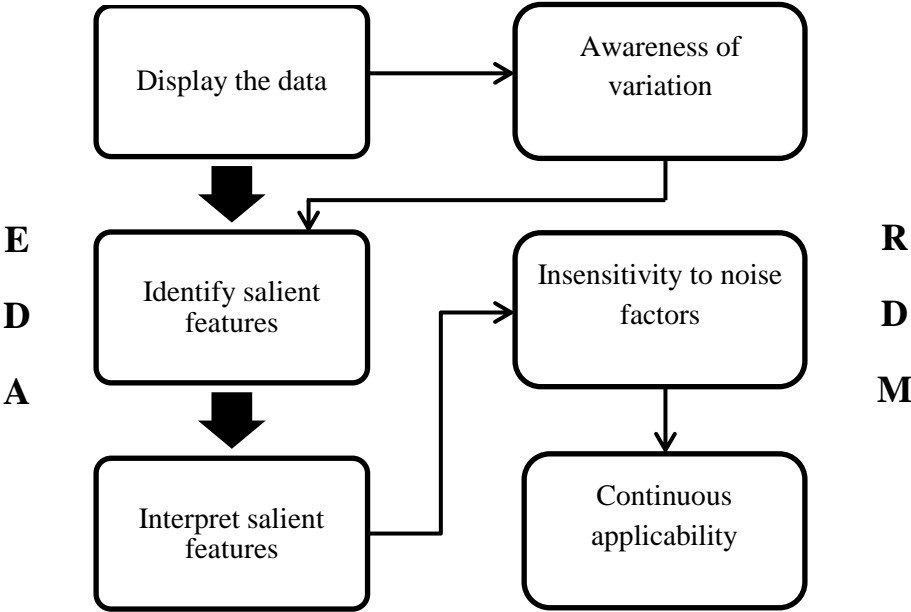 Display the data
Awareness of
variation
E
D
A
Identify salient
features
Insensitivity to noise
factors
R
D
M
Interpret salient
features
Continuous
applicability